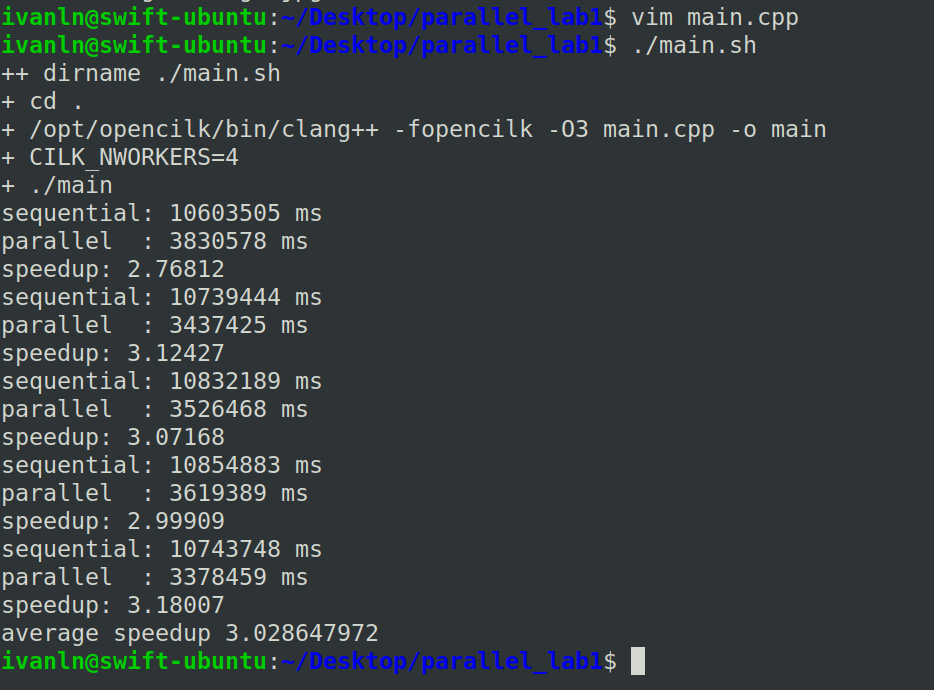 ivanln@swift-ubuntu:~/Desktop/parallel_lab1$ vim main.cpp
ivanln@swift-ubuntu:~/Desktop/parallel_lab1$ ./main.sh
++ dirname ./main.sh
+ cd .
+ /opt/opencilk/bin/clang++ -fopencilk -O3 main.cpp -o main
+ CILK_NWORKERS=4
+ ./main
sequential: 10603505 ms
parallel  : 3830578 ms
speedup: 2.76812
sequential: 10739444 ms
parallel  : 3437425 ms
speedup: 3.12427
sequential: 10832189 ms
parallel  : 3526468 ms
speedup: 3.07168
sequential: 10854883 ms
parallel  : 3619389 ms
speedup: 2.99909
sequential: 10743748 ms
parallel  : 3378459 ms
speedup: 3.18007
average speedup 3.028647972
ivanln@swift-ubuntu:~/Desktop/parallel_lab1$